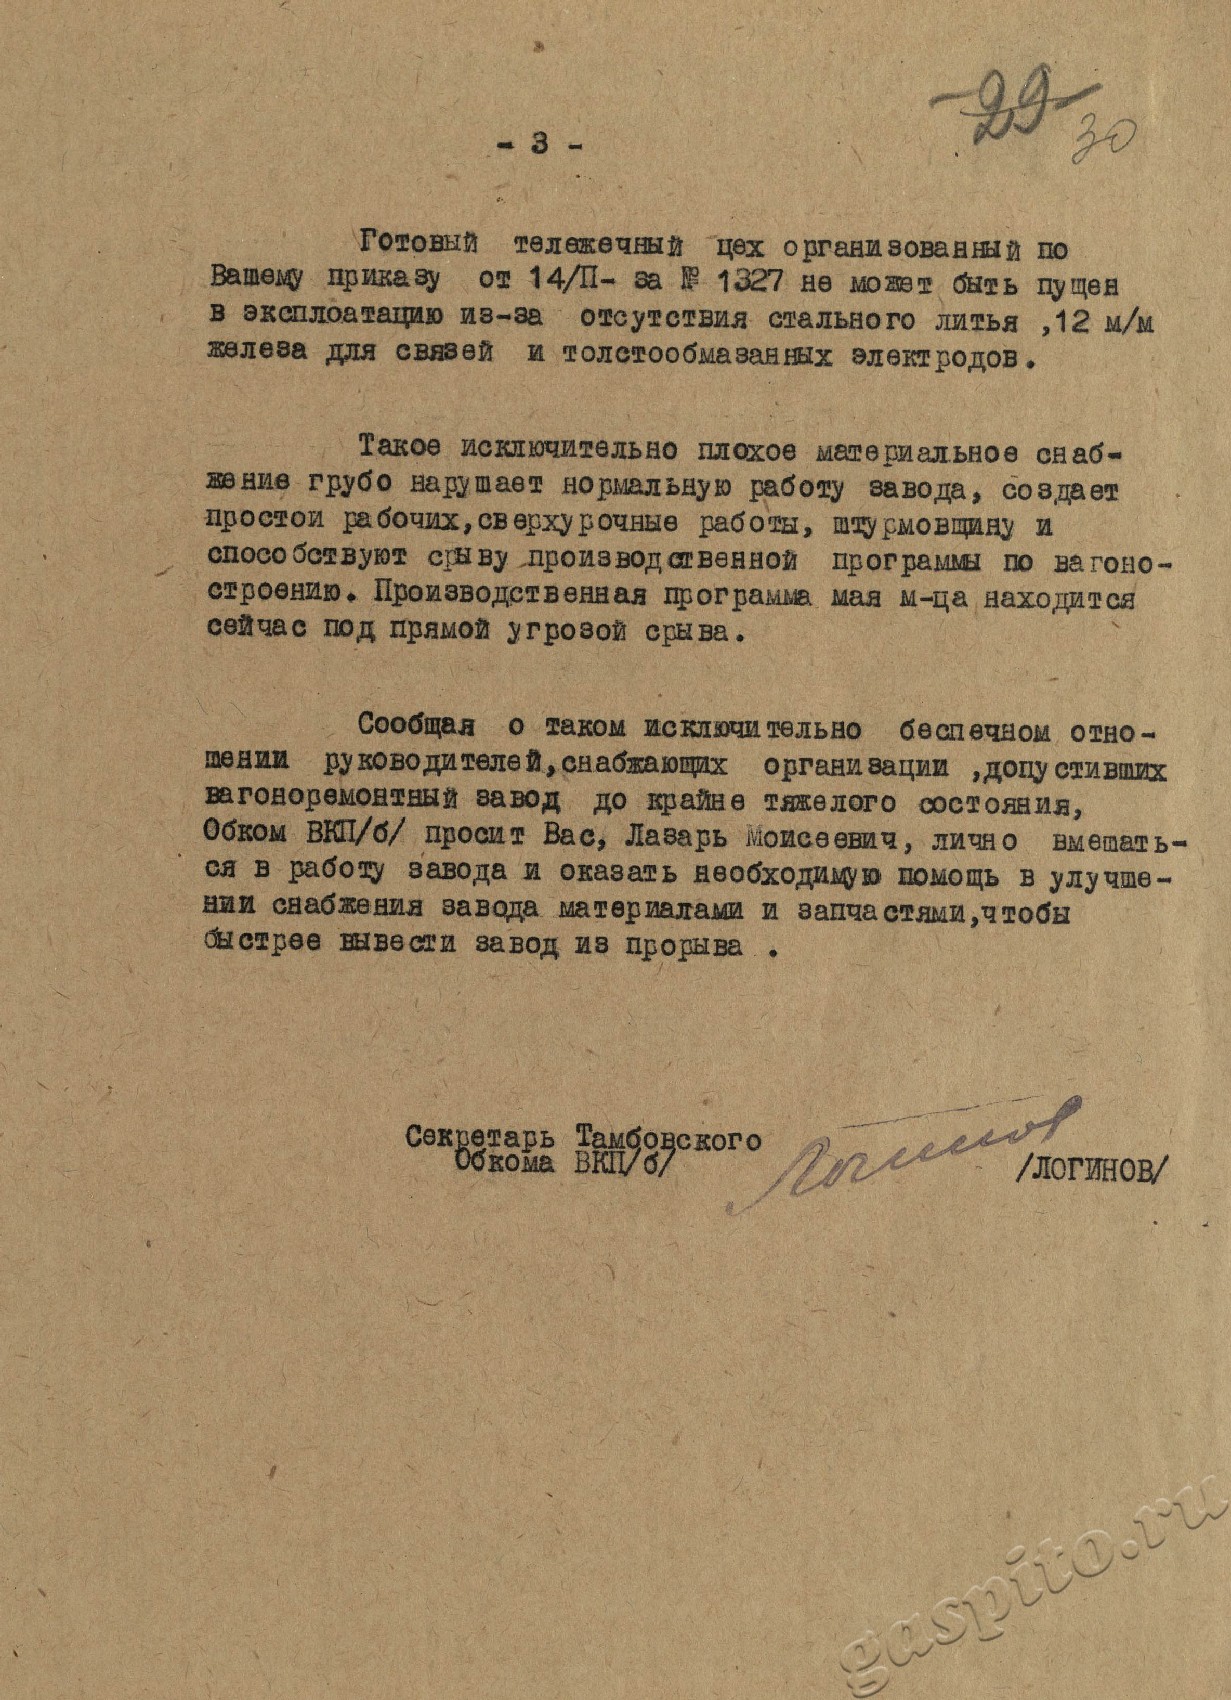 29
30
- 3 -
Готовый тележечный цех организованный по
Вашему приказу от 14/П- за № 1327 не может быть пущен
в эксплоатацию из-за отсутствия стального литья ,12 м/м
железа для связей и толстообмазанных электродов.
Такое исключительно плохое материальное снаб-
жение грубо нарушает нормальную работу завода, создает
простои рабочих,сверхурочные работы, штурмовщину и
способствуют срыву производственной программы по вагоно-
строению. Производственная программа мая м-ца находится
сейчас под прямой угрозой срыва.
Сообщая о таком исключительно беспечном отно-
шении руководителей,снабжающих организации ,допустивших
вагоноремонтный завод до крайне тяжелого состояния,
Обком ВКП/б/ просит Вас, Лазарь Моисеевич, лично вмешать-
ся в работу завода и оказать необходимую помощь в улучше-
нии снабжения завода материалами и запчастями,чтобы
быстрее вывести завод из прорыва .
Секретарь Тамбовского
Обкома ВКП/б/
Логинов
/ЛОГИНОВ/
gaspito.ru